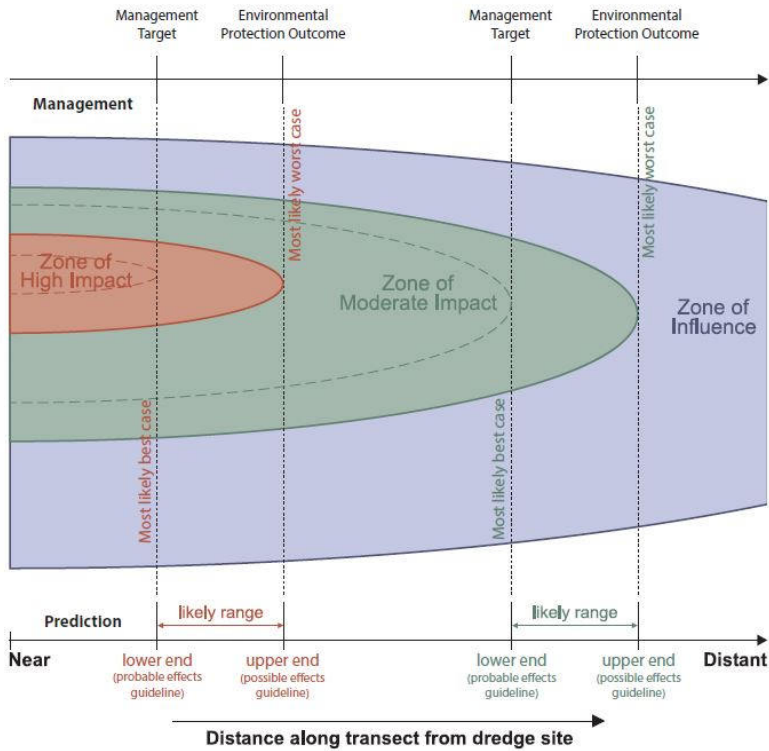 Management
Target
Environmental
Protection Outcome
Management
Target
Environmental
Protection Outcome
Management
Most likely worst case
Most likely worst case
Zone of
High Impact
Zone of
Moderate Impact
Zone of
Influence
Most likely best case
Most likely best case
Prediction
likely range
likely range
Near
lower end
(probable effects
guideline)
upper end
(possible effects
guideline)
lower end
(probable effects
guideline)
upper end
(possible effects
guideline)
Distant
Distance along transect from dredge site